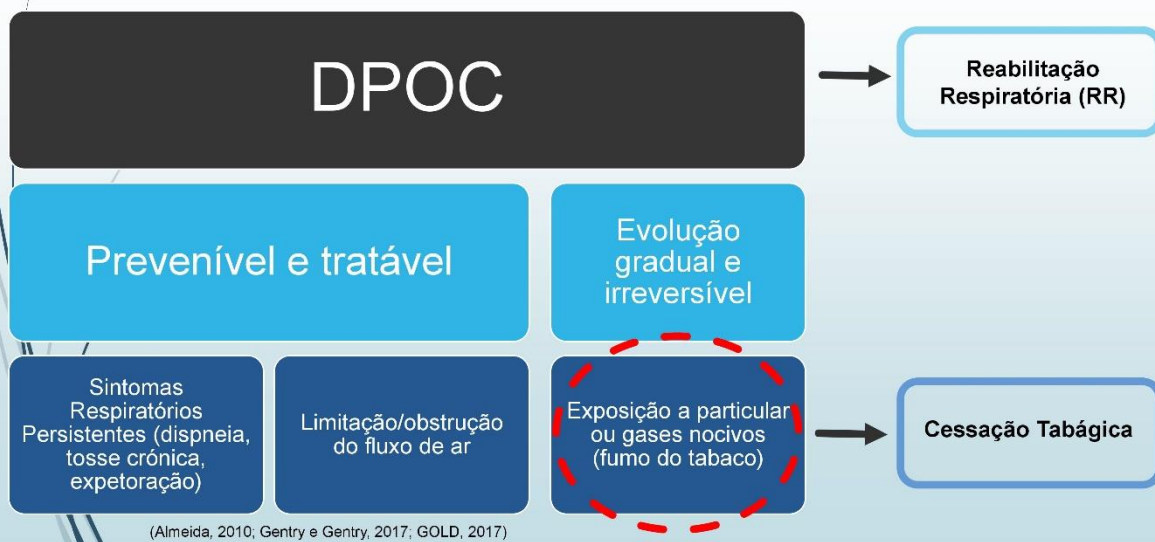 DPOC
Reabilitação
Respiratória (RR)
Prevenível e tratável
Evolução
gradual e
irreversível
Sintomas
Respiratórios
Persistentes (dispneia,
tosse crónica,
expetoração)
Limitação/obstrução
do fluxo de ar
Exposição a particular
ou gases nocivos
(fumo do tabaco)
Cessação Tabágica
(Almeida, 2010; Gentry e Gentry, 2017; GOLD, 2017)